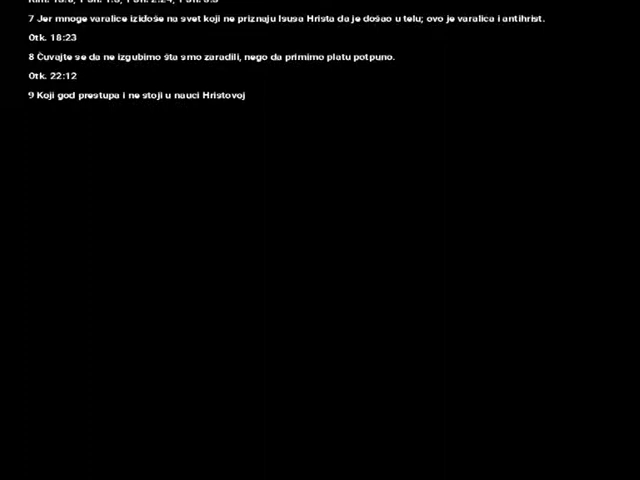 7 Jer mnoge varalice iziđoše na svet koji ne priznaju Isusa Hrista da je došao u telu; ovo je varalica i antihrist.
Otk. 18:23
8 Čuvajte se da ne izgubimo šta smo zaradili, nego da primimo platu potpuno.
Otk. 22:12
9 Koji god prestupa i ne stoji u nauci Hristovoj